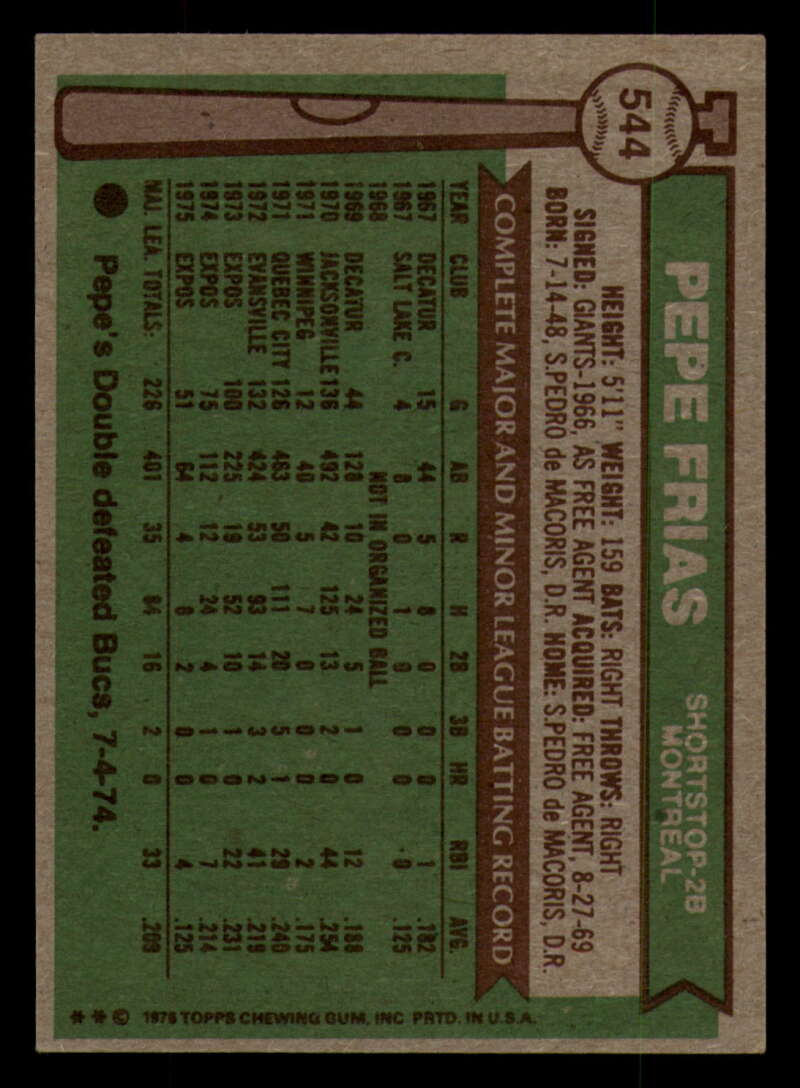 544
T
PEPE FRIAS
SHORTSTOP-2B
MONTREAL
HEIGHT: 5'11" WEIGHT: 159 BATS: RIGHT THROWS: RIGHT
SIGNED: GIANTS-1966, AS FREE AGENT ACQUIRED: FREE AGENT, 8-27-69
BORN: 7-14-48, S.PEDRO de MACORIS, D.R. HOME: S.PEDRO de MACORIS, D.R.
COMPLETE MAJOR AND MINOR LEAGUE BATTING RECORD
YEAR CLUB G AB R H 2B 3B HR RBI AVG.
1967 DECATUR 15 44 5 8 0 0 0 1 .182
1967 SALT LAKE C. 4 8 0 1 0 0 0 0 .125
1968 NOT IN ORGANIZED BALL
1969 DECATUR 44 128 10 24 5 1 0 12 .188
1970 JACKSONVILLE 136 492 42 125 13 2 0 44 .254
1971 WINNIPEG 12 40 5 7 0 0 0 2 .175
1971 QUEBEC CITY 126 463 50 111 20 5 1 29 .240
1972 EVANSVILLE 132 424 53 93 14 3 2 41 .219
1973 EXPOS 100 225 19 52 10 1 0 22 .231
1974 EXPOS 75 112 12 24 4 1 0 7 .214
1975 EXPOS 51 64 4 8 2 0 0 4 .125
NAT. LEA. TOTALS: 226 401 35 84 16 2 0 33 .209
Pepe's Double defeated Bucs, 7-4-74.
* * © 1976 TOPPS CHEWING GUM, INC PRTD. IN U.S.A.